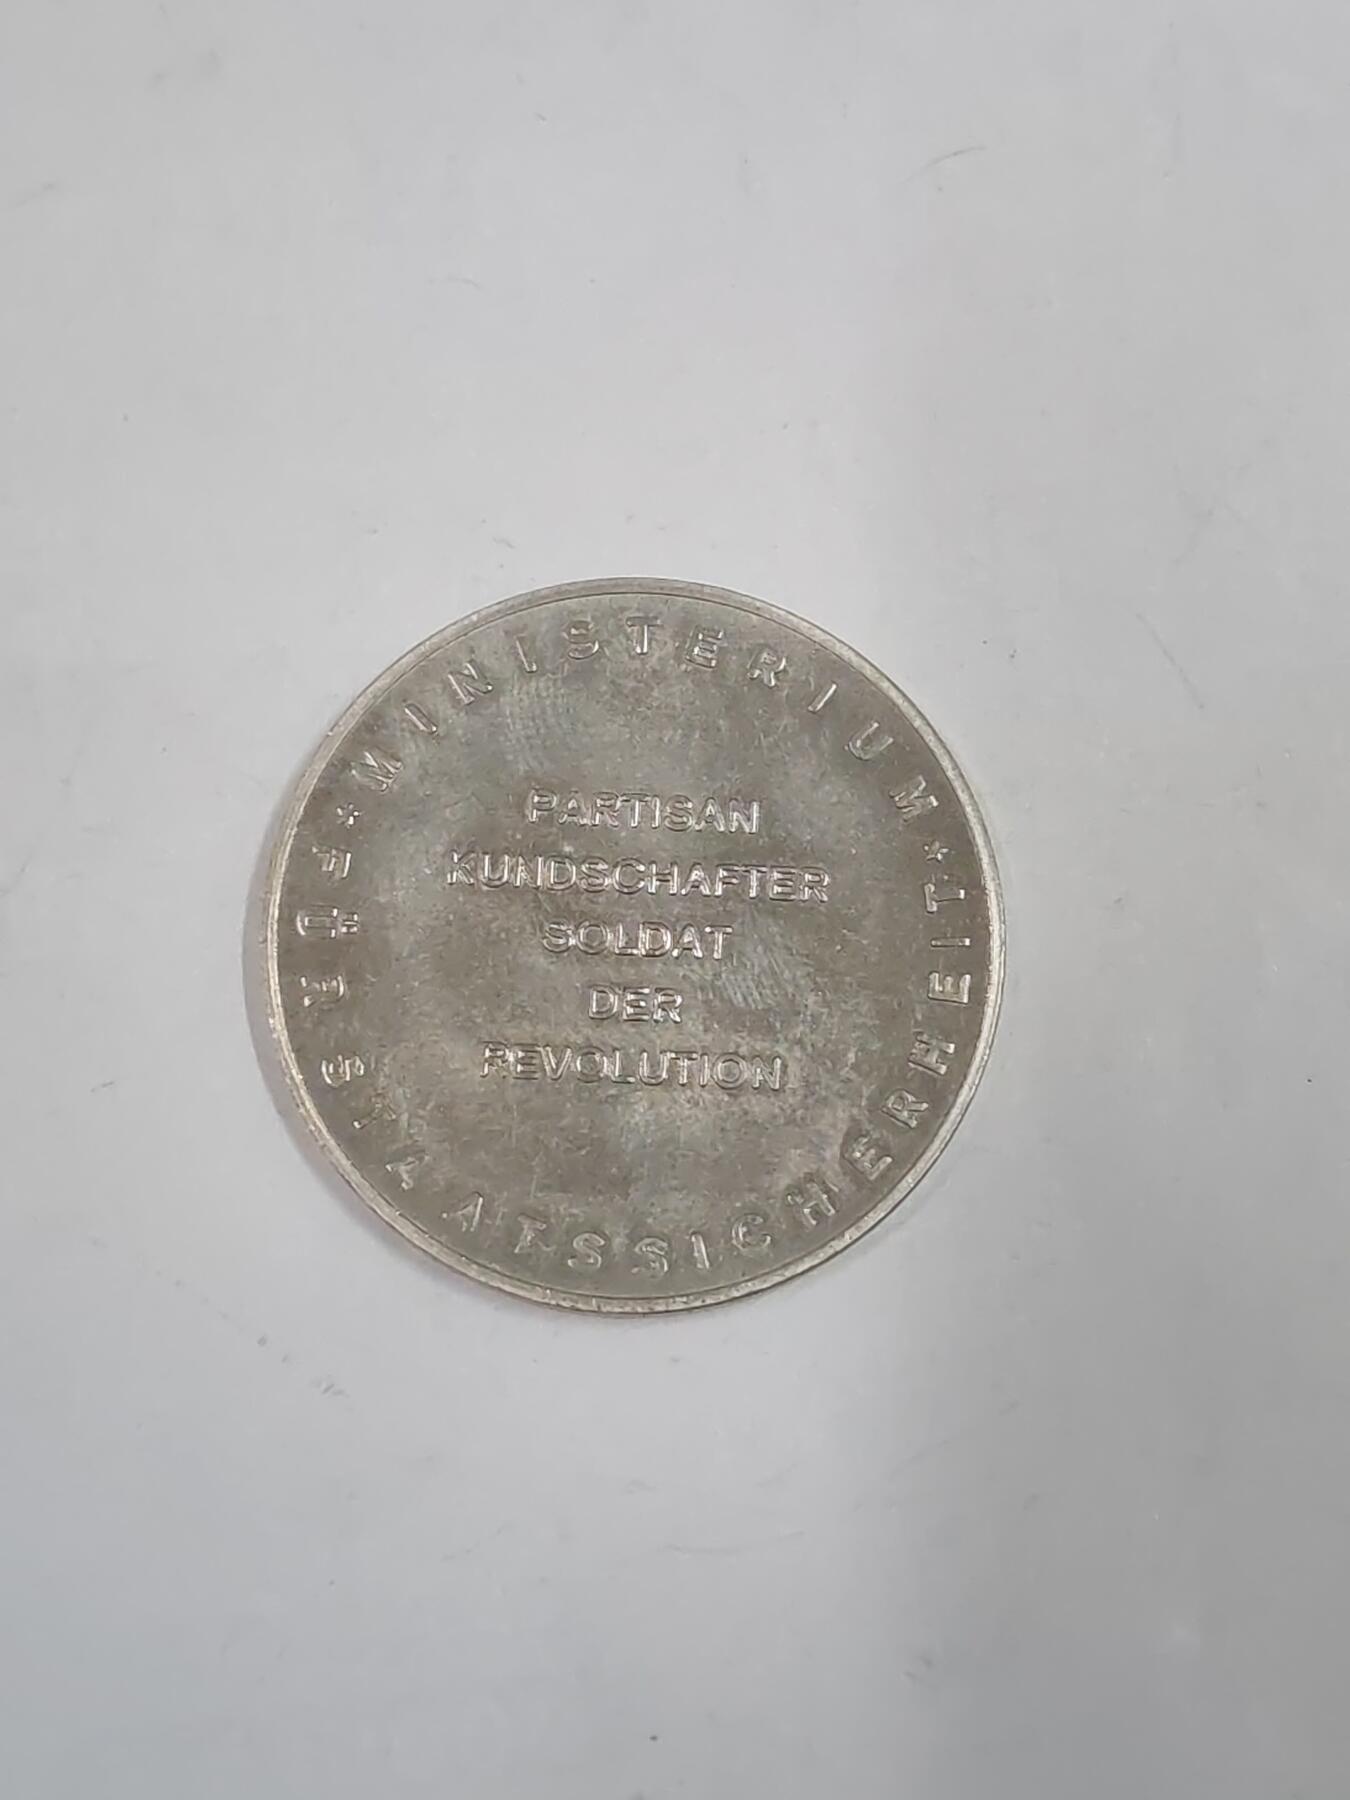 * MINISTERIUM *
FÜR STAATSSICHERHEIT
PARTISAN
KUNDSCHAFTER
SOLDAT
DER
REVOLUTION